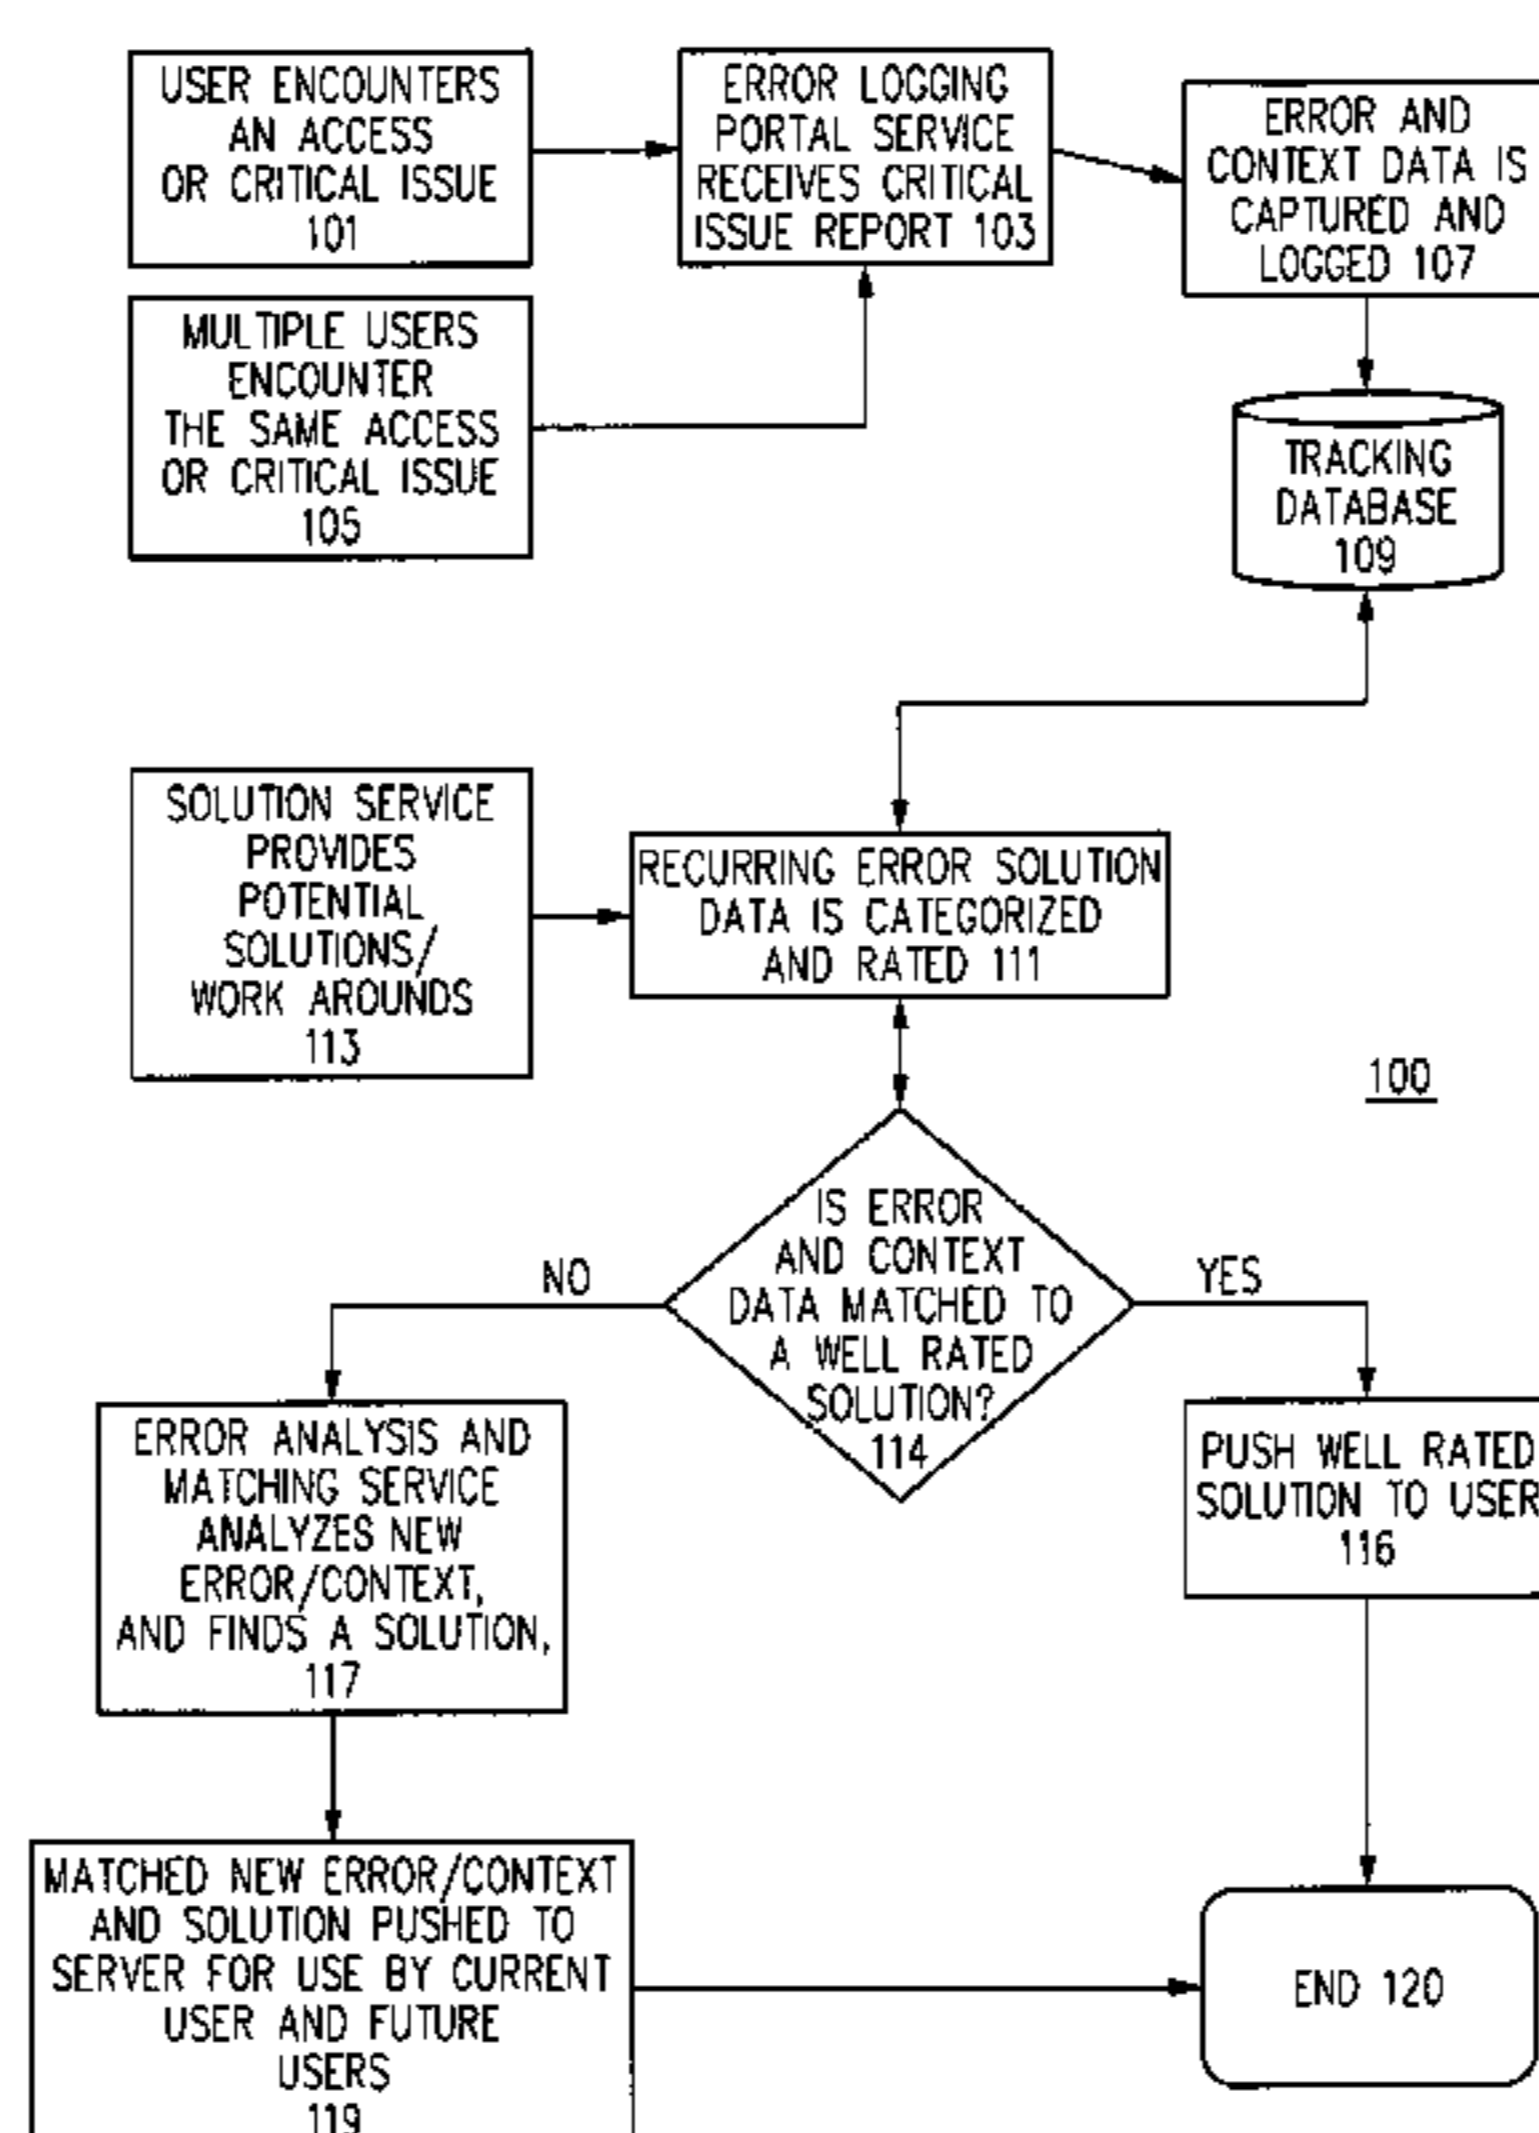 USER ENCOUNTERS
AN ACCESS
OR CRITICAL ISSUE
101
ERROR LOGGING
PORTAL SERVICE
RECEIVES CRITICAL
ISSUE REPORT 103
ERROR AND
CONTEXT DATA IS
CAPTURED AND
LOGGED 107
MULTIPLE USERS
ENCOUNTER
THE SAME ACCESS
OR CRITICAL ISSUE
105
TRACKING
DATABASE
109
SOLUTION SERVICE
PROVIDES
POTENTIAL
SOLUTIONS/
WORK AROUNDS
113
RECURRING ERROR SOLUTION
DATA IS CATEGORIZED
AND RATED 111
100
IS ERROR
AND CONTEXT
DATA MATCHED TO
A WELL RATED
SOLUTION?
114
NO
YES
ERROR ANALYSIS AND
MATCHING SERVICE
ANALYZES NEW
ERROR/CONTEXT,
AND FINDS A SOLUTION,
117
PUSH WELL RATED
SOLUTION TO USER
116
MATCHED NEW ERROR/CONTEXT
AND SOLUTION PUSHED TO
SERVER FOR USE BY CURRENT
USER AND FUTURE
USERS
119
END 120